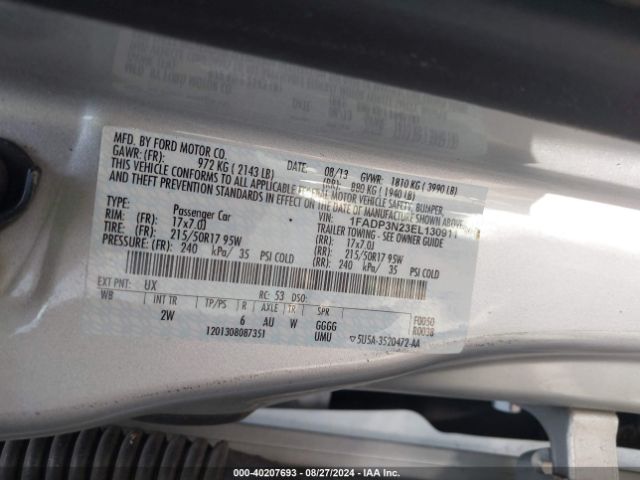 MFD. BY FORD MOTOR CO.
DATE: 08/13 GVWR: 1810 KG ( 3990 LB)
GAWR: (FR): 972 KG ( 2143 LB) (RR): 880 KG ( 1940 LB)
THIS VEHICLE CONFORMS TO ALL APPLICABLE FEDERAL MOTOR VEHICLE SAFETY, BUMPER,
AND THEFT PREVENTION STANDARDS IN EFFECT ON THE DATE OF MANUFACTURE SHOWN ABOVE.
VIN: 1FADP3N23EL130911
TYPE: Passenger Car TRAILER TOWING - SEE OWNER GUIDE
RIM: (FR): 17x7.0J (RR): 17x7.0J
TIRE: (FR): 215/50R17 95W (RR): 215/50R17 95W
PRESSURE: (FR): 240 kPa/ 35 PSI COLD (RR): 240 kPa/ 35 PSI COLD
EXT PNT: UX RC: 53 DSO:
WB INT TR TP/PS R AXLE TR SPR
2W 6 AU W GGGG F0050
UMU R0038
1201308087351 ▽5U5A-3520472-AA
000-40207693 - 08/27/2024 - IAA Inc.